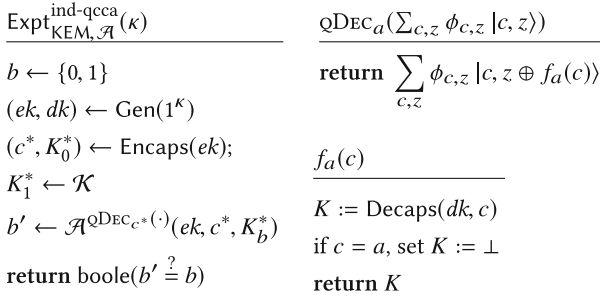 Expt^{ind-qcca}_{KEM, 𝒜}(κ)
b ← {0, 1}
(ek, dk) ← Gen(1^κ)
(c*, K*_0) ← Encaps(ek);
K*_1 ← 𝒦
b′ ← 𝒜^{QDEC_{c*}(·)}(ek, c*, K*_b)
return boole(b′ ≟ b)
QDEC_a(∑_{c,z} ϕ_{c,z} |c, z⟩)
return ∑_{c,z} ϕ_{c,z} |c, z ⊕ f_a(c)⟩
f_a(c)
K := Decaps(dk, c)
if c = a, set K := ⊥
return K